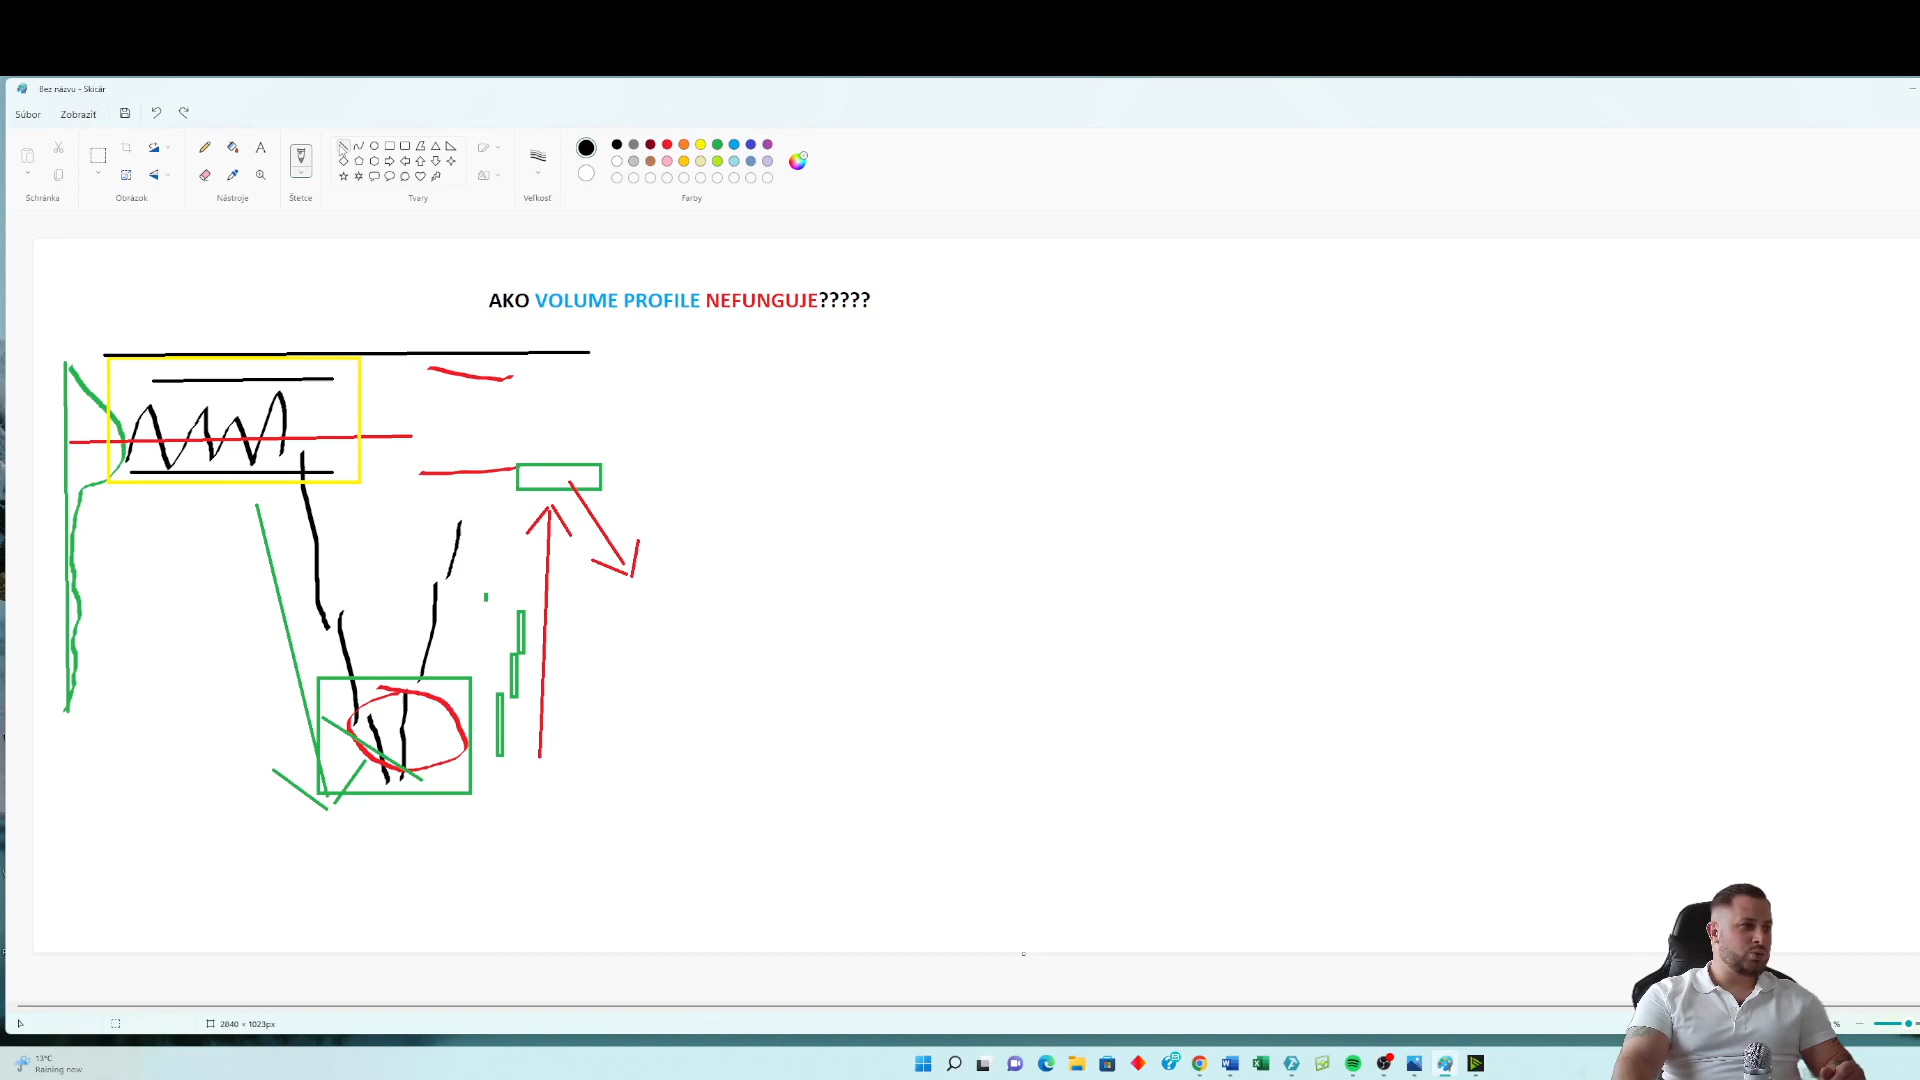 Bez názvu - Skicár
Súbor Zobraziť
Schránka Obrázok Nástroje Štetce Tvary Veľkosť Farby
AKO VOLUME PROFILE NEFUNGUJE?????
2840 × 1023px
%
13°C
Raining now